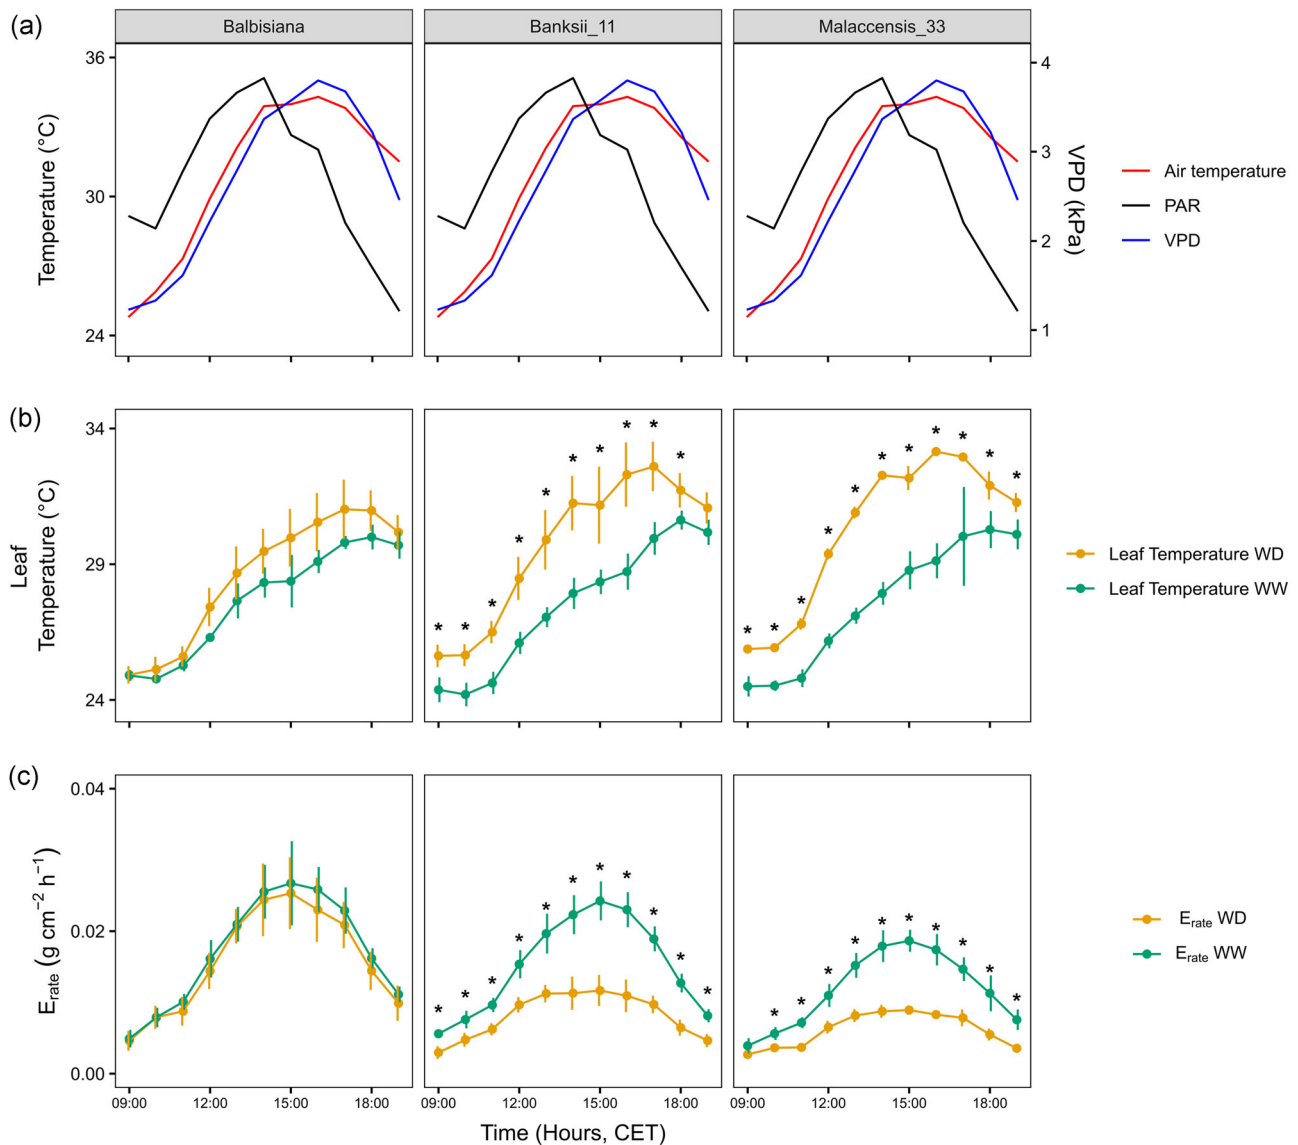 (a)
Balbisiana
Banksii_11
Malaccensis_33
36
30
24
Temperature (°C)
4
3
2
1
VPD (kPa)
Air temperature
PAR
VPD
(b)
34
29
24
Leaf
Temperature (°C)
* * * * * * * * *
* * * * * * * * * * *
Leaf Temperature WD
Leaf Temperature WW
(c)
0.04
0.02
0.00
Erate (g cm−2 h−1)
* * * * * * * * * * *
* * * * * * * * * *
Erate WD
Erate WW
09:00 12:00 15:00 18:00
09:00 12:00 15:00 18:00
09:00 12:00 15:00 18:00
Time (Hours, CET)